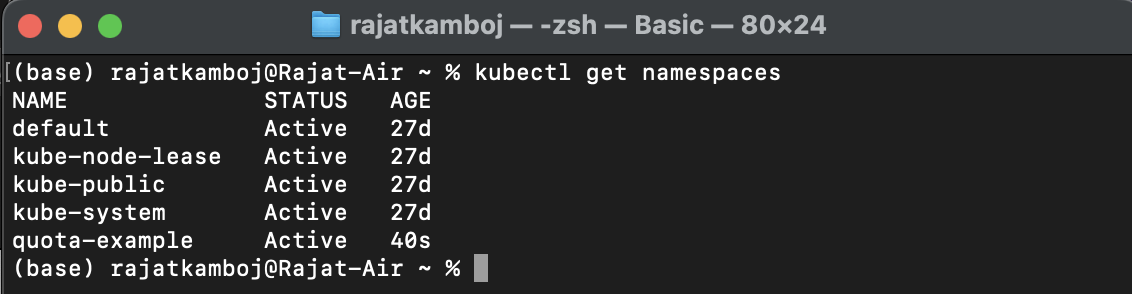 rajatkamboj — -zsh — Basic — 80×24
(base) rajatkamboj@Rajat-Air ~ % kubectl get namespaces
NAME              STATUS   AGE
default           Active   27d
kube-node-lease   Active   27d
kube-public       Active   27d
kube-system       Active   27d
quota-example     Active   40s
(base) rajatkamboj@Rajat-Air ~ %